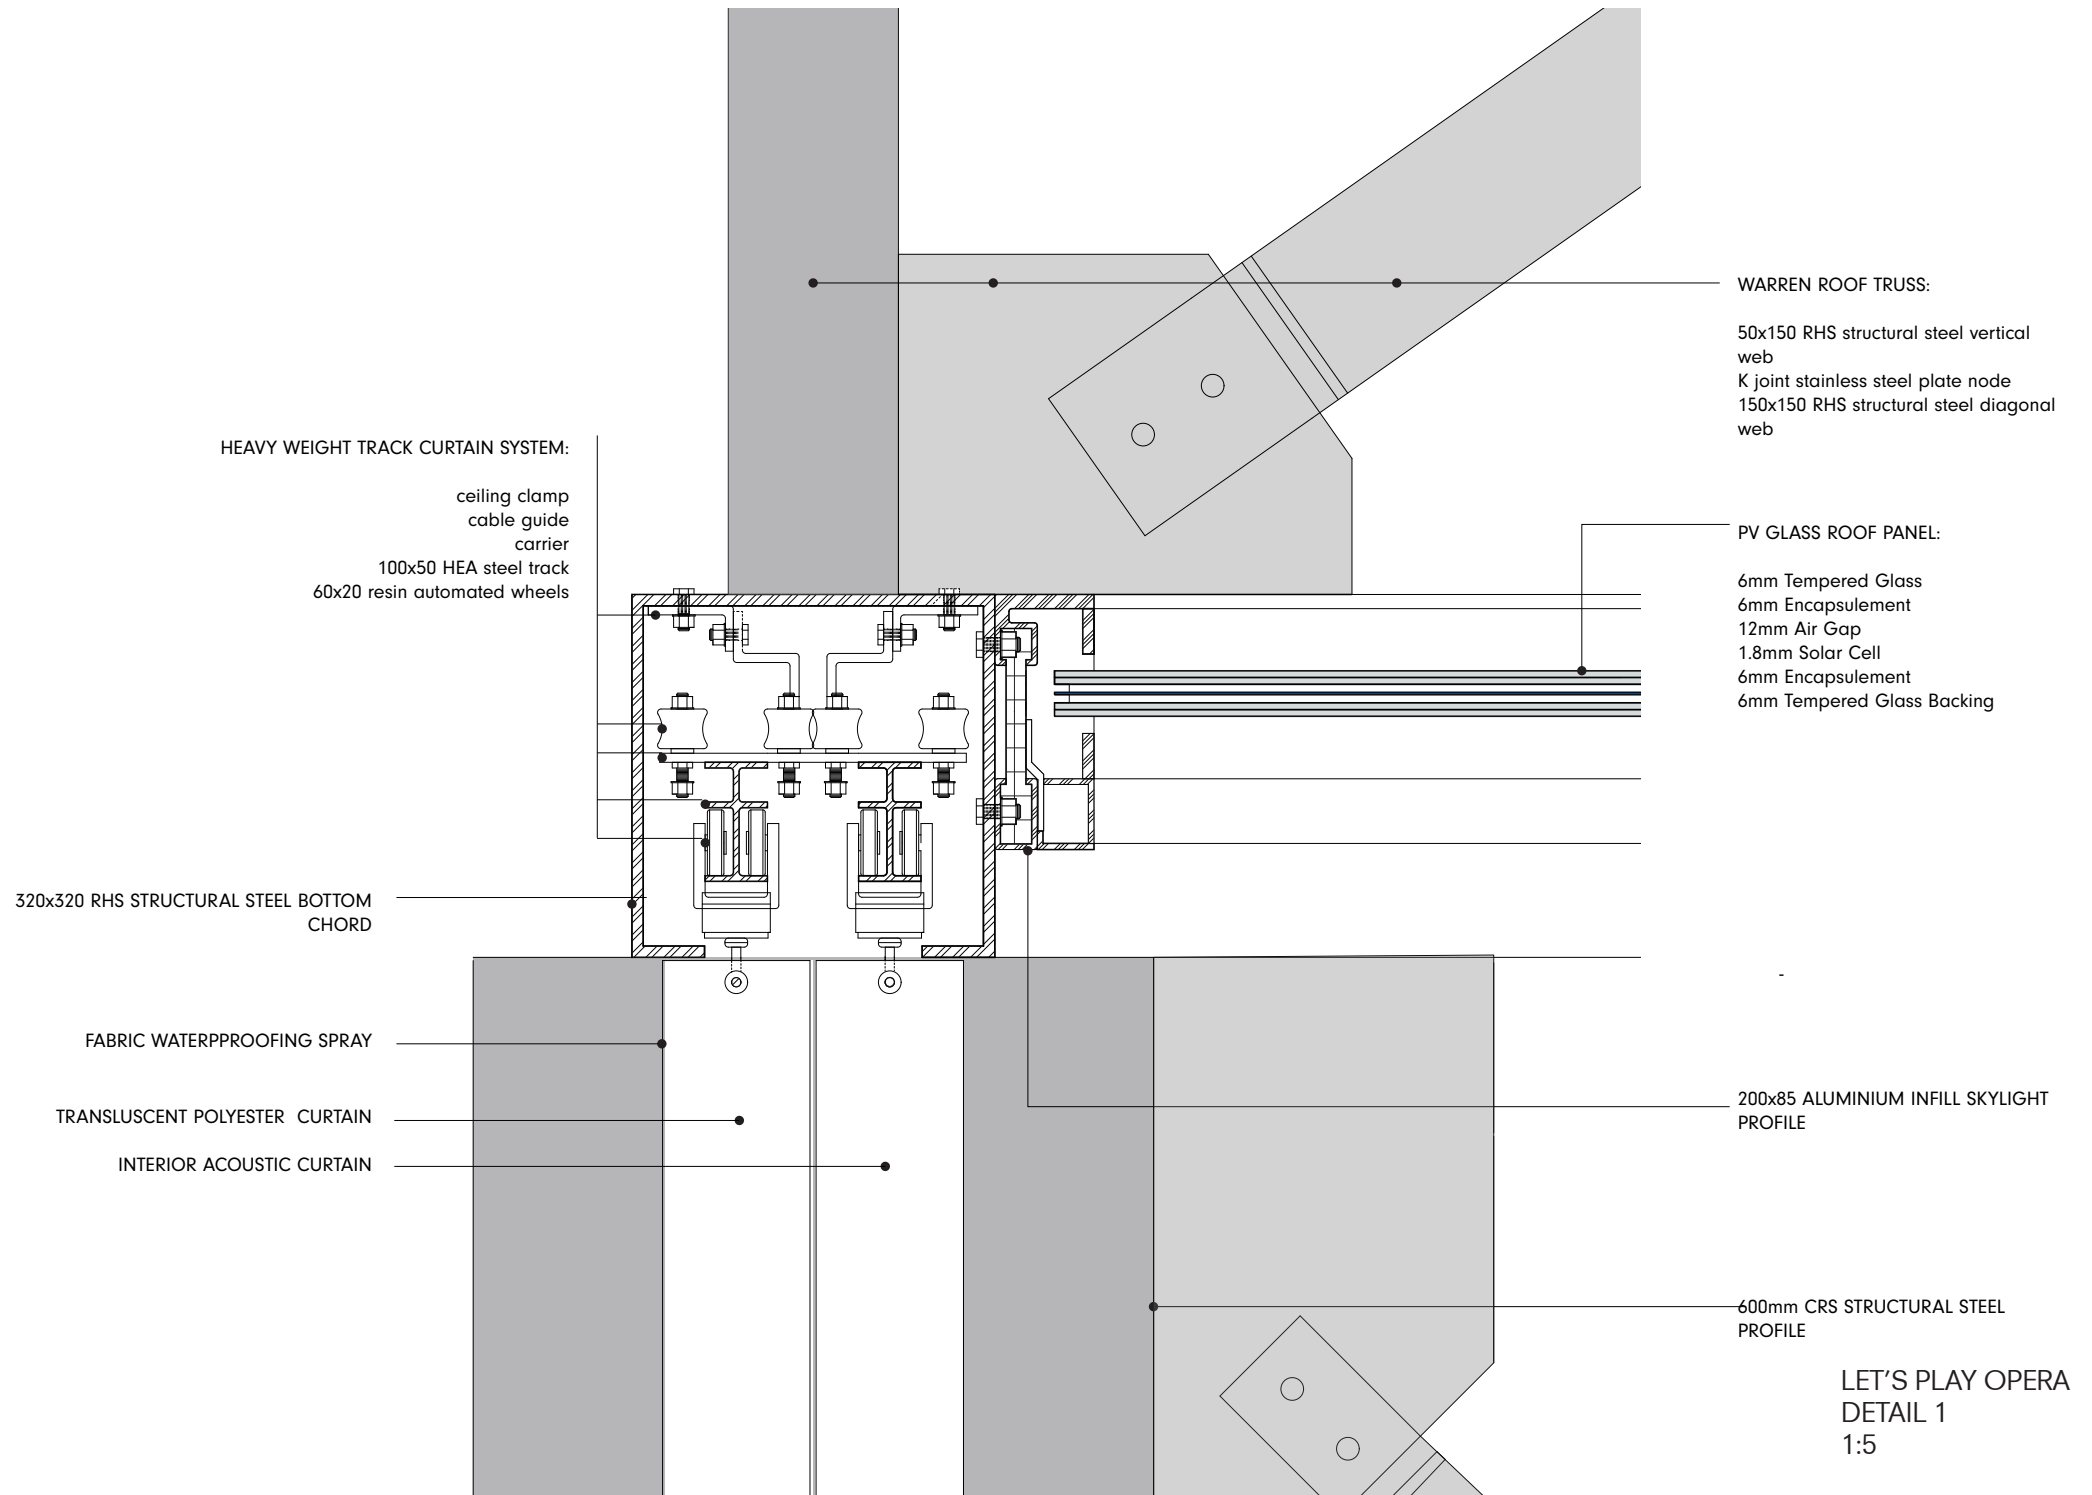 WARREN ROOF TRUSS:
50x150 RHS structural steel vertical
web
K joint stainless steel plate node
150x150 RHS structural steel diagonal
web
HEAVY WEIGHT TRACK CURTAIN SYSTEM:
ceiling clamp
cable guide
carrier
100x50 HEA steel track
60x20 resin automated wheels
PV GLASS ROOF PANEL:
6mm Tempered Glass
6mm Encapsulement
12mm Air Gap
1.8mm Solar Cell
6mm Encapsulement
6mm Tempered Glass Backing
320x320 RHS STRUCTURAL STEEL BOTTOM
CHORD
-
FABRIC WATERPPROOFING SPRAY
TRANSLUSCENT POLYESTER  CURTAIN
INTERIOR ACOUSTIC CURTAIN
200x85 ALUMINIUM INFILL SKYLIGHT
PROFILE
600mm CRS STRUCTURAL STEEL
PROFILE
LET'S PLAY OPERA
DETAIL 1
1:5